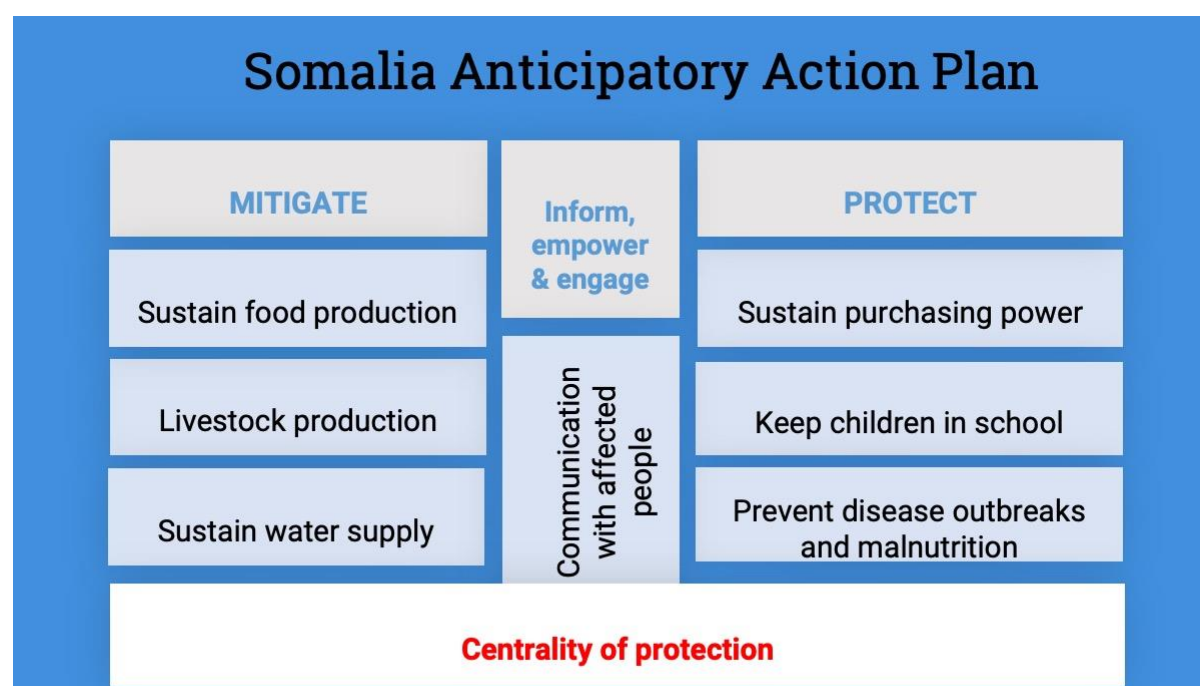 Somalia Anticipatory Action Plan
MITIGATE
Sustain food production
Livestock production
Sustain water supply
Inform,
empower
& engage
Communication
with affected
people
PROTECT
Sustain purchasing power
Keep children in school
Prevent disease outbreaks
and malnutrition
Centrality of protection